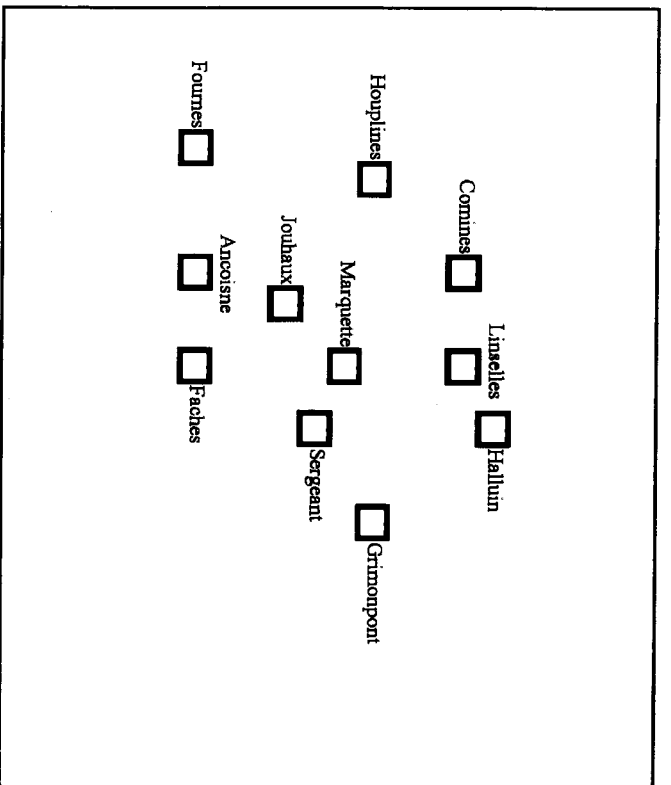 Halluin
Linselles
Comines
Houplines
Grimonpont
Marquette
Sergeant
Jouhaux
Ancoisne
Fournes
Faches